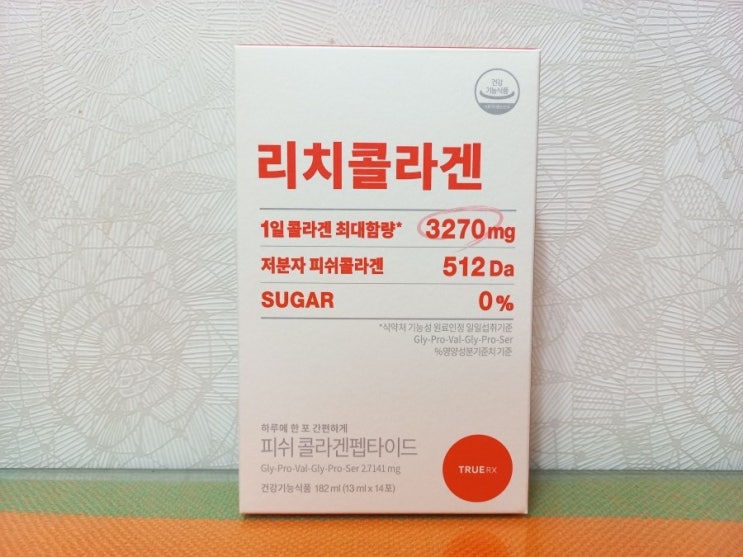 건강
기능식품
리치콜라겐
1일 콜라겐 최대함량* 3270mg
저분자 피쉬콜라겐 512 Da
SUGAR 0%
*식약처 기능성 원료인정 일일섭취기준
Gly-Pro-Val-Gly-Pro-Ser
%영양성분기준치 기준
하루에 한 포 간편하게
피쉬 콜라겐펩타이드
Gly-Pro-Val-Gly-Pro-Ser 2.7141 mg
건강기능식품 182 ml (13 ml x 14포)
TRUERX